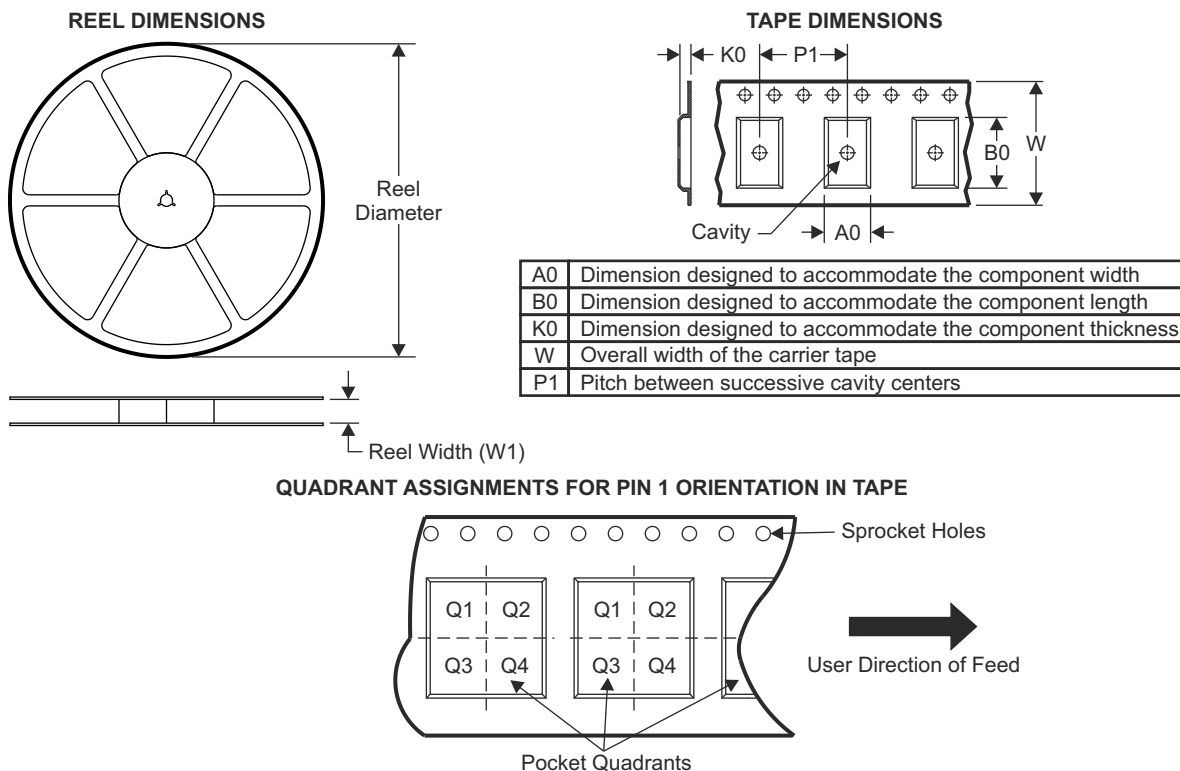 REEL DIMENSIONS
Reel
Diameter
Reel Width (W1)
TAPE DIMENSIONS
K0
P1
B0
W
Cavity
A0
A0 Dimension designed to accommodate the component width
B0 Dimension designed to accommodate the component length
K0 Dimension designed to accommodate the component thickness
W Overall width of the carrier tape
P1 Pitch between successive cavity centers
QUADRANT ASSIGNMENTS FOR PIN 1 ORIENTATION IN TAPE
Sprocket Holes
Q1 Q2 Q1 Q2
Q3 Q4 Q3 Q4
User Direction of Feed
Pocket Quadrants